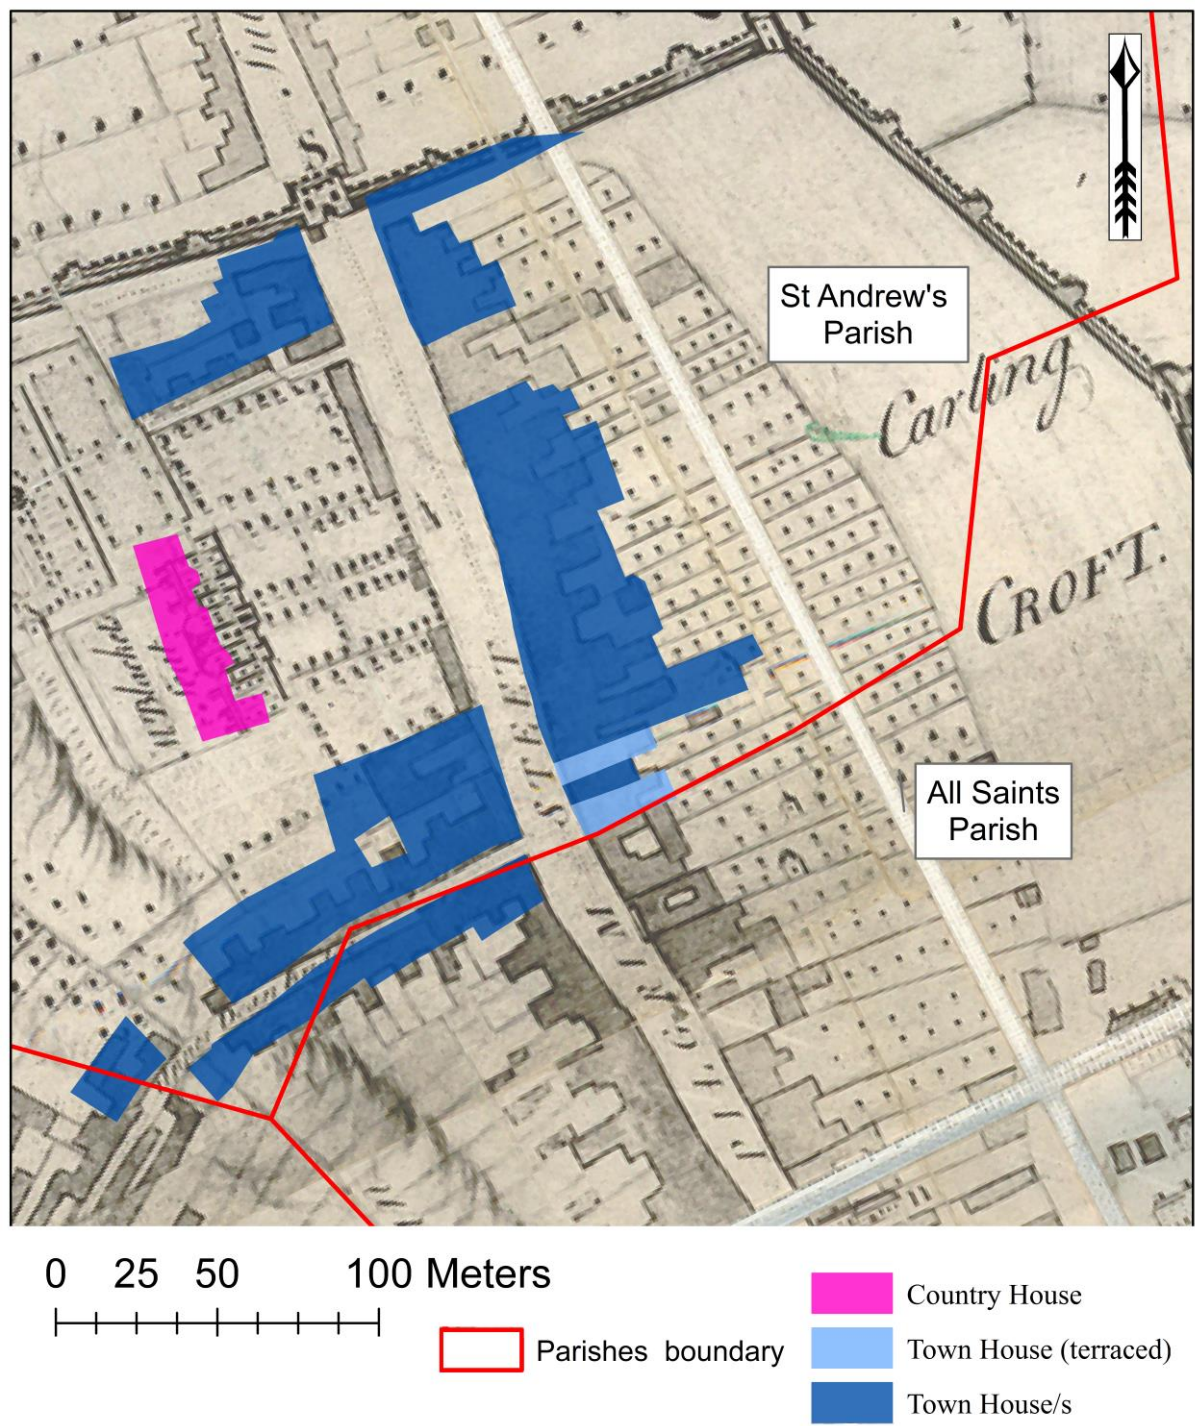 St Andrew's
Parish
Carling
CROFT.
All Saints
Parish
0 25 50 100 Meters
Parishes boundary
Country House
Town House (terraced)
Town House/s